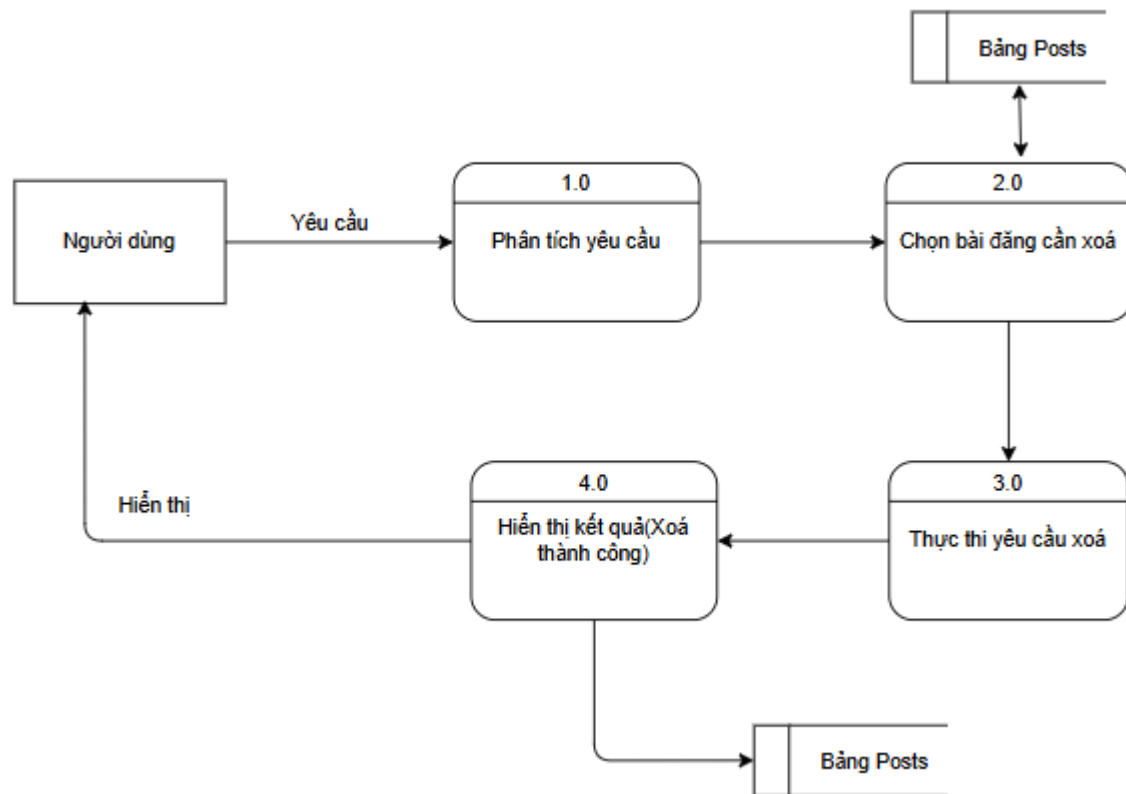 Bảng Posts
1.0
2.0
Người dùng
Yêu cầu
Phân tích yêu cầu
Chọn bài đăng cần xoá
4.0
3.0
Hiển thị
Hiển thị kết quả(Xoá
thành công)
Thực thi yêu cầu xoá
Bảng Posts